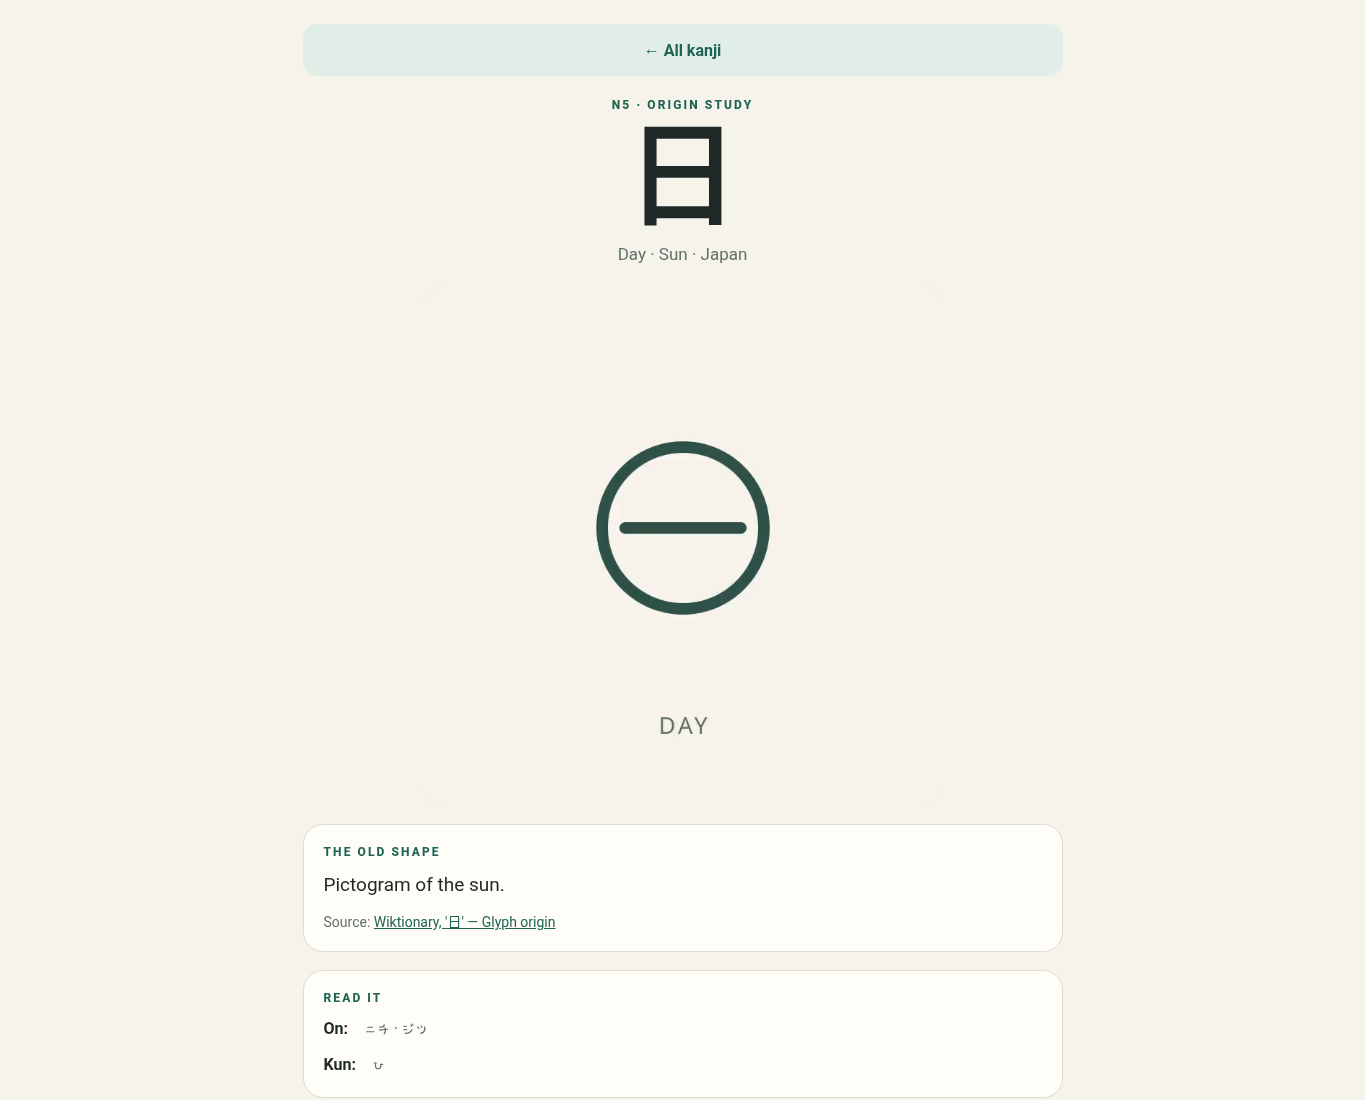 ← All kanji
N5 · ORIGIN STUDY
日
Day · Sun · Japan
DAY
THE OLD SHAPE
Pictogram of the sun.
Source: Wiktionary, '日' — Glyph origin
READ IT
On: ニチ · ジツ
Kun: ひ